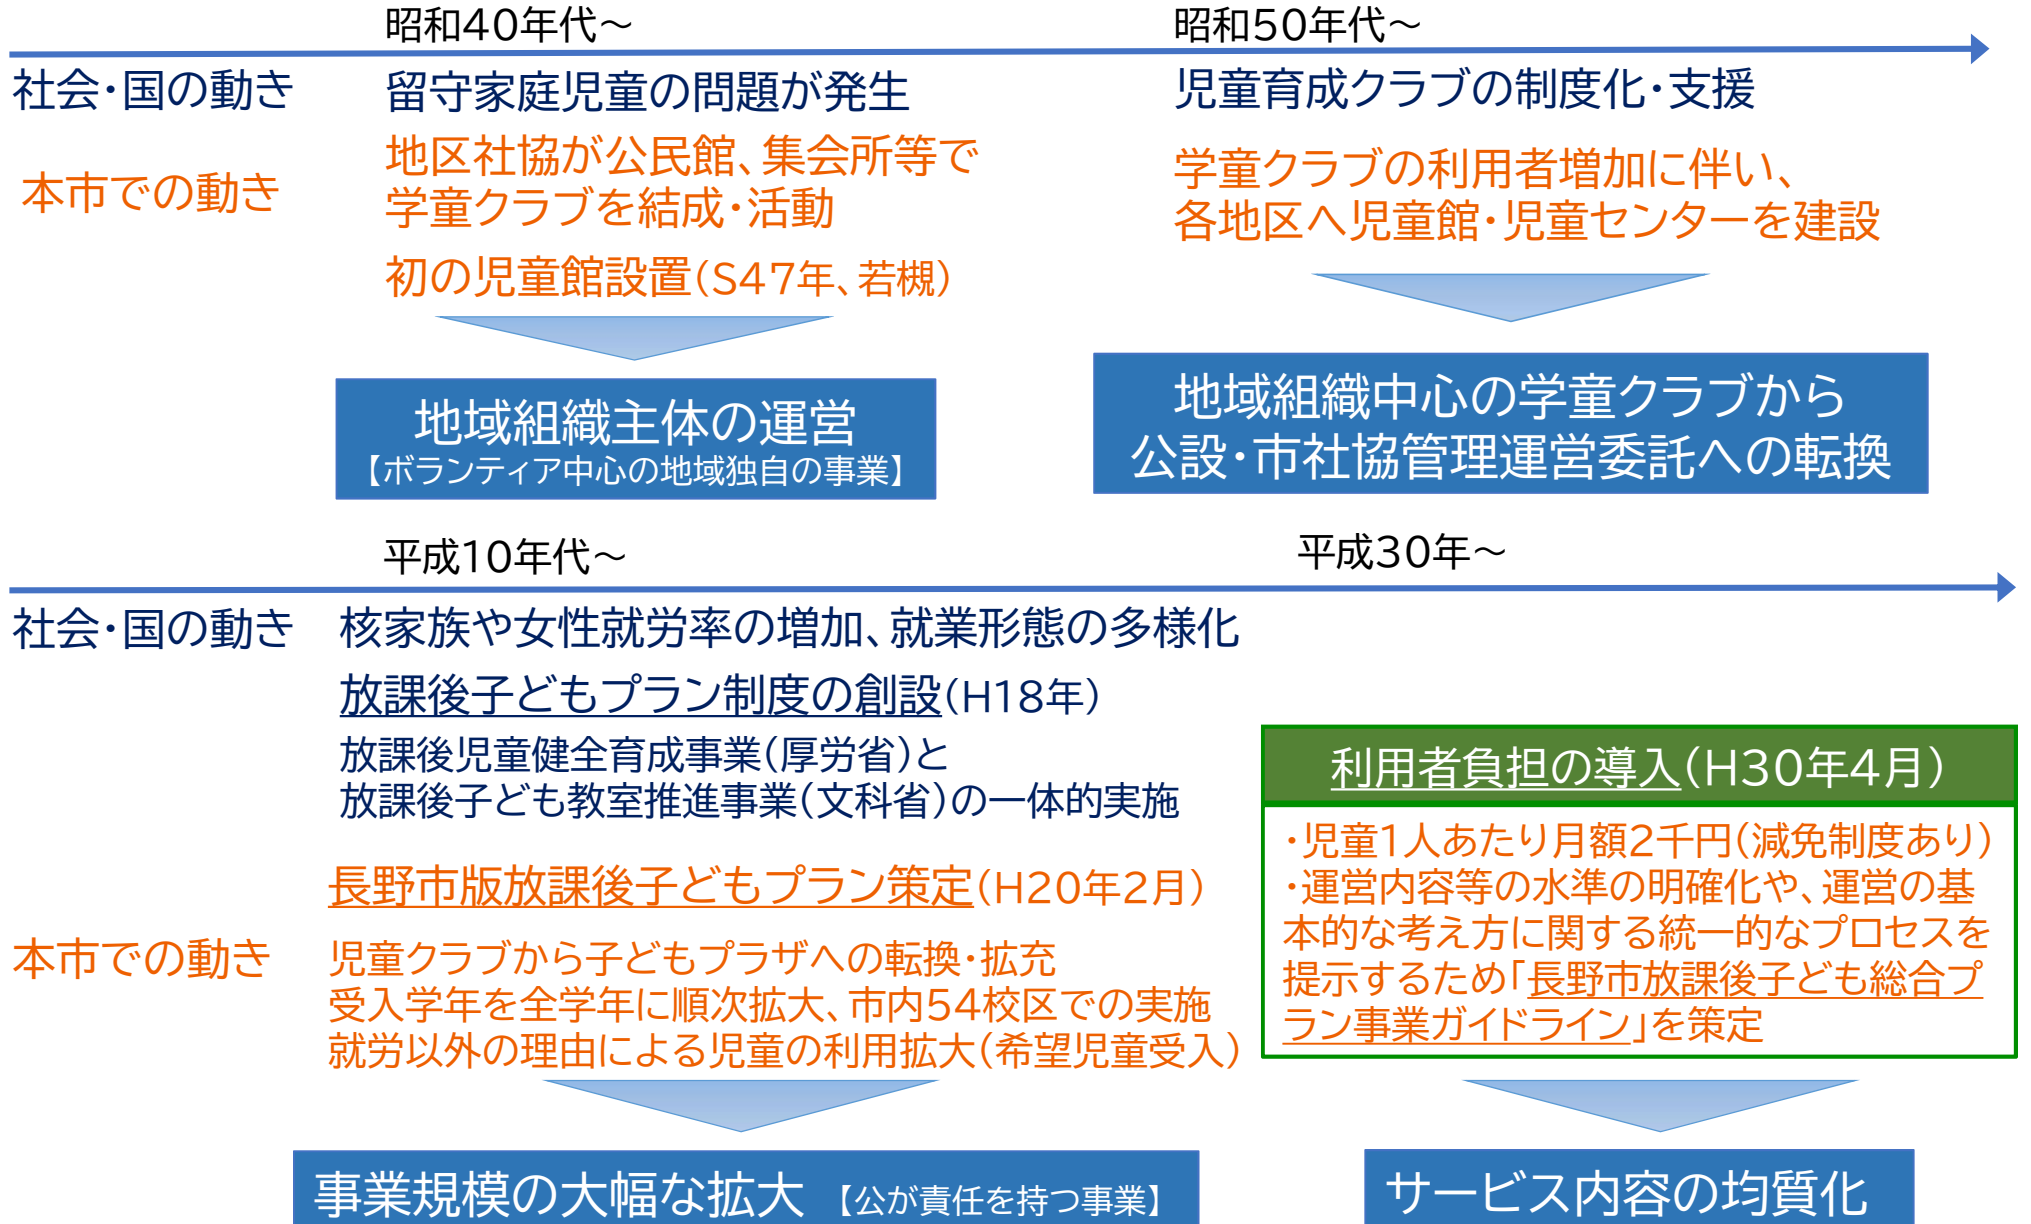 昭和40年代～
昭和50年代～
社会・国の動き
留守家庭児童の問題が発生
児童育成クラブの制度化・支援
本市での動き
地区社協が公民館、集会所等で
学童クラブを結成・活動
初の児童館設置（S47年、若槻）
学童クラブの利用者増加に伴い、
各地区へ児童館・児童センターを建設
地域組織主体の運営
【ボランティア中心の地域独自の事業】
地域組織中心の学童クラブから
公設・市社協管理運営委託への転換
平成10年代～
平成30年～
社会・国の動き
核家族や女性就労率の増加、就業形態の多様化
放課後子どもプラン制度の創設（H18年）
放課後児童健全育成事業（厚労省）と
放課後子ども教室推進事業（文科省）の一体的実施
本市での動き
長野市版放課後子どもプラン策定（H20年2月）
児童クラブから子どもプラザへの転換・拡充
受入学年を全学年に順次拡大、市内54校区での実施
就労以外の理由による児童の利用拡大（希望児童受入）
利用者負担の導入（H30年4月）
・児童1人あたり月額2千円（減免制度あり）
・運営内容等の水準の明確化や、運営の基
本的な考え方に関する統一的なプロセスを
提示するため「長野市放課後子ども総合プ
ラン事業ガイドライン」を策定
事業規模の大幅な拡大 【公が責任を持つ事業】
サービス内容の均質化